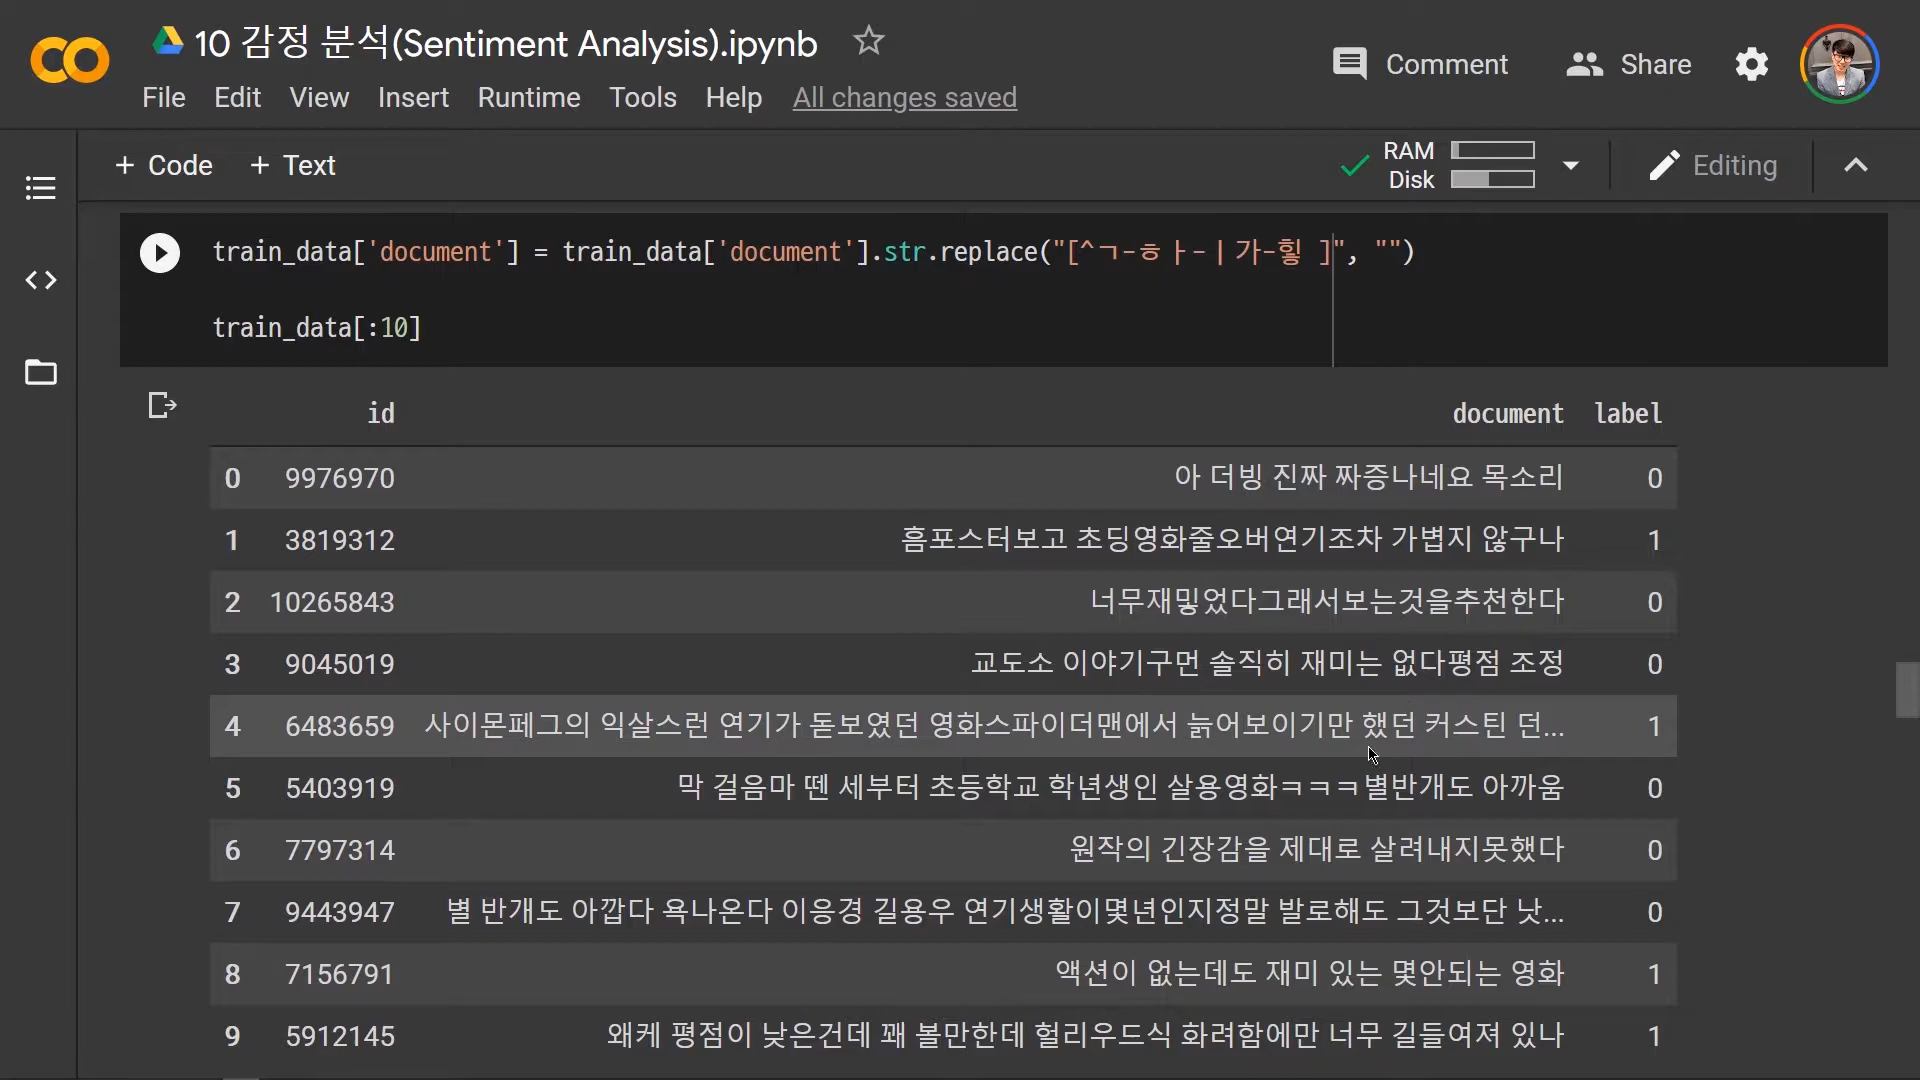 10 감정 분석(Sentiment Analysis).ipynb
Comment
Share
File Edit View Insert Runtime Tools Help All changes saved
+ Code + Text
RAM
Disk
Editing
train_data['document'] = train_data['document'].str.replace("[^ㄱ-ㅎㅏ-ㅣ가-힣 ]", "")
train_data[:10]
id document label
0 9976970 아 더빙 진짜 짜증나네요 목소리 0
1 3819312 흠포스터보고 초딩영화줄오버연기조차 가볍지 않구나 1
2 10265843 너무재밓었다그래서보는것을추천한다 0
3 9045019 교도소 이야기구먼 솔직히 재미는 없다평점 조정 0
4 6483659 사이몬페그의 익살스런 연기가 돋보였던 영화스파이더맨에서 늙어보이기만 했던 커스틴 던... 1
5 5403919 막 걸음마 뗀 세부터 초등학교 학년생인 살용영화ㅋㅋㅋ별반개도 아까움 0
6 7797314 원작의 긴장감을 제대로 살려내지못했다 0
7 9443947 별 반개도 아깝다 욕나온다 이응경 길용우 연기생활이몇년인지정말 발로해도 그것보단 낫... 0
8 7156791 액션이 없는데도 재미 있는 몇안되는 영화 1
9 5912145 왜케 평점이 낮은건데 꽤 볼만한데 헐리우드식 화려함에만 너무 길들여져 있나 1